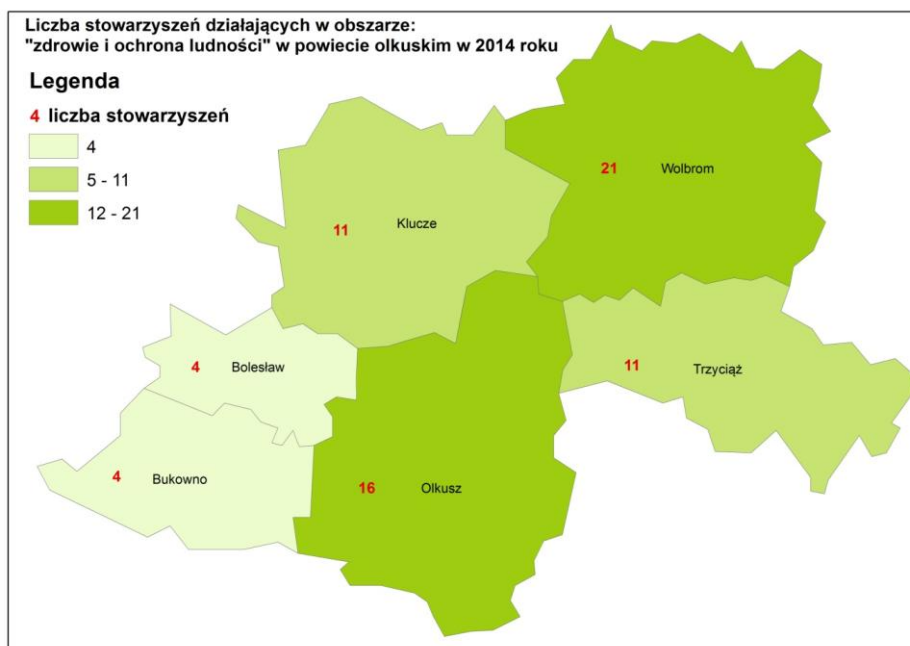 Liczba stowarzyszeń działających w obszarze:
"zdrowie i ochrona ludności" w powiecie olkuskim w 2014 roku
Legenda
4 liczba stowarzyszeń
4
5 - 11
12 - 21
21 Wolbrom
11 Klucze
4 Bolesław
11 Trzyciąż
4 Bukowno
16 Olkusz